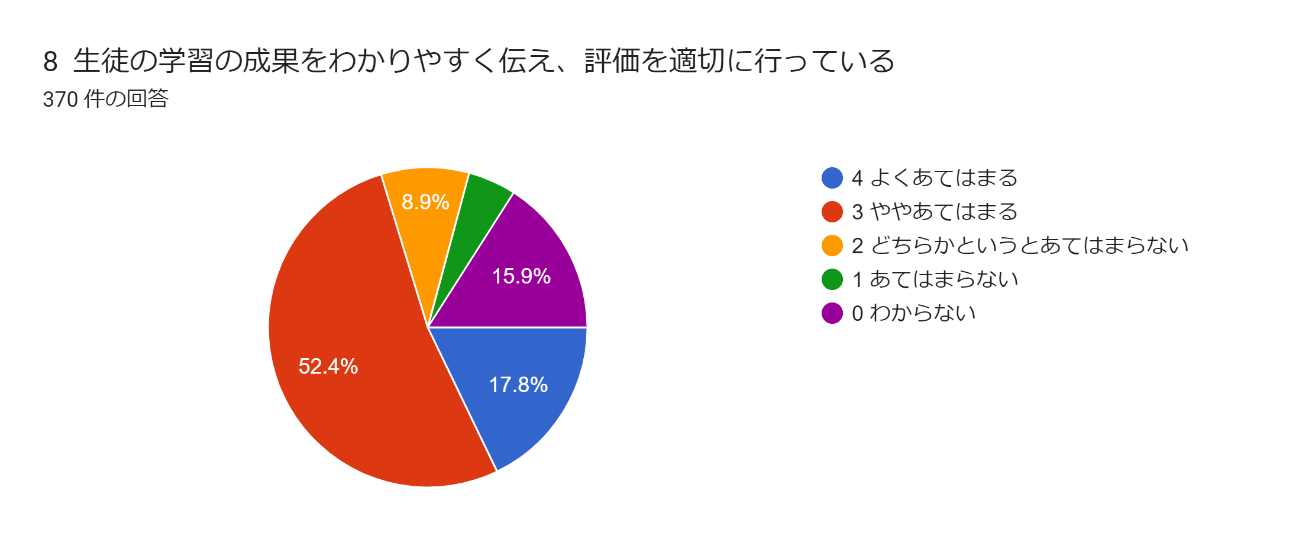 8 生徒の学習の成果をわかりやすく伝え、評価を適切に行っている
370 件の回答
8.9%
15.9%
52.4%
17.8%
4 よくあてはまる
3 ややあてはまる
2 どちらかというとあてはまらない
1 あてはまらない
0 わからない